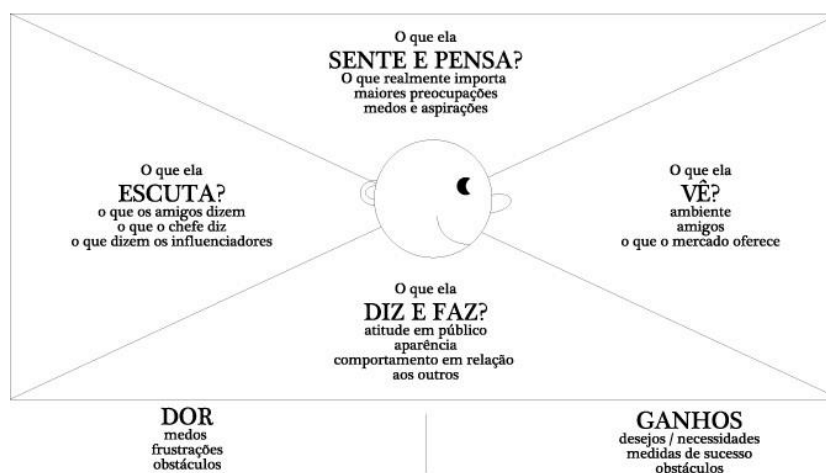 O que ela
SENTE E PENSA?
O que realmente importa
maiores preocupações
medos e aspirações
O que ela
ESCUTA?
o que os amigos dizem
o que o chefe diz
o que dizem os influenciadores
O que ela
VÊ?
ambiente
amigos
o que o mercado oferece
O que ela
DIZ E FAZ?
atitude em público
aparência
comportamento em relação
aos outros
DOR
medos
frustrações
obstáculos
GANHOS
desejos / necessidades
medidas de sucesso
obstáculos